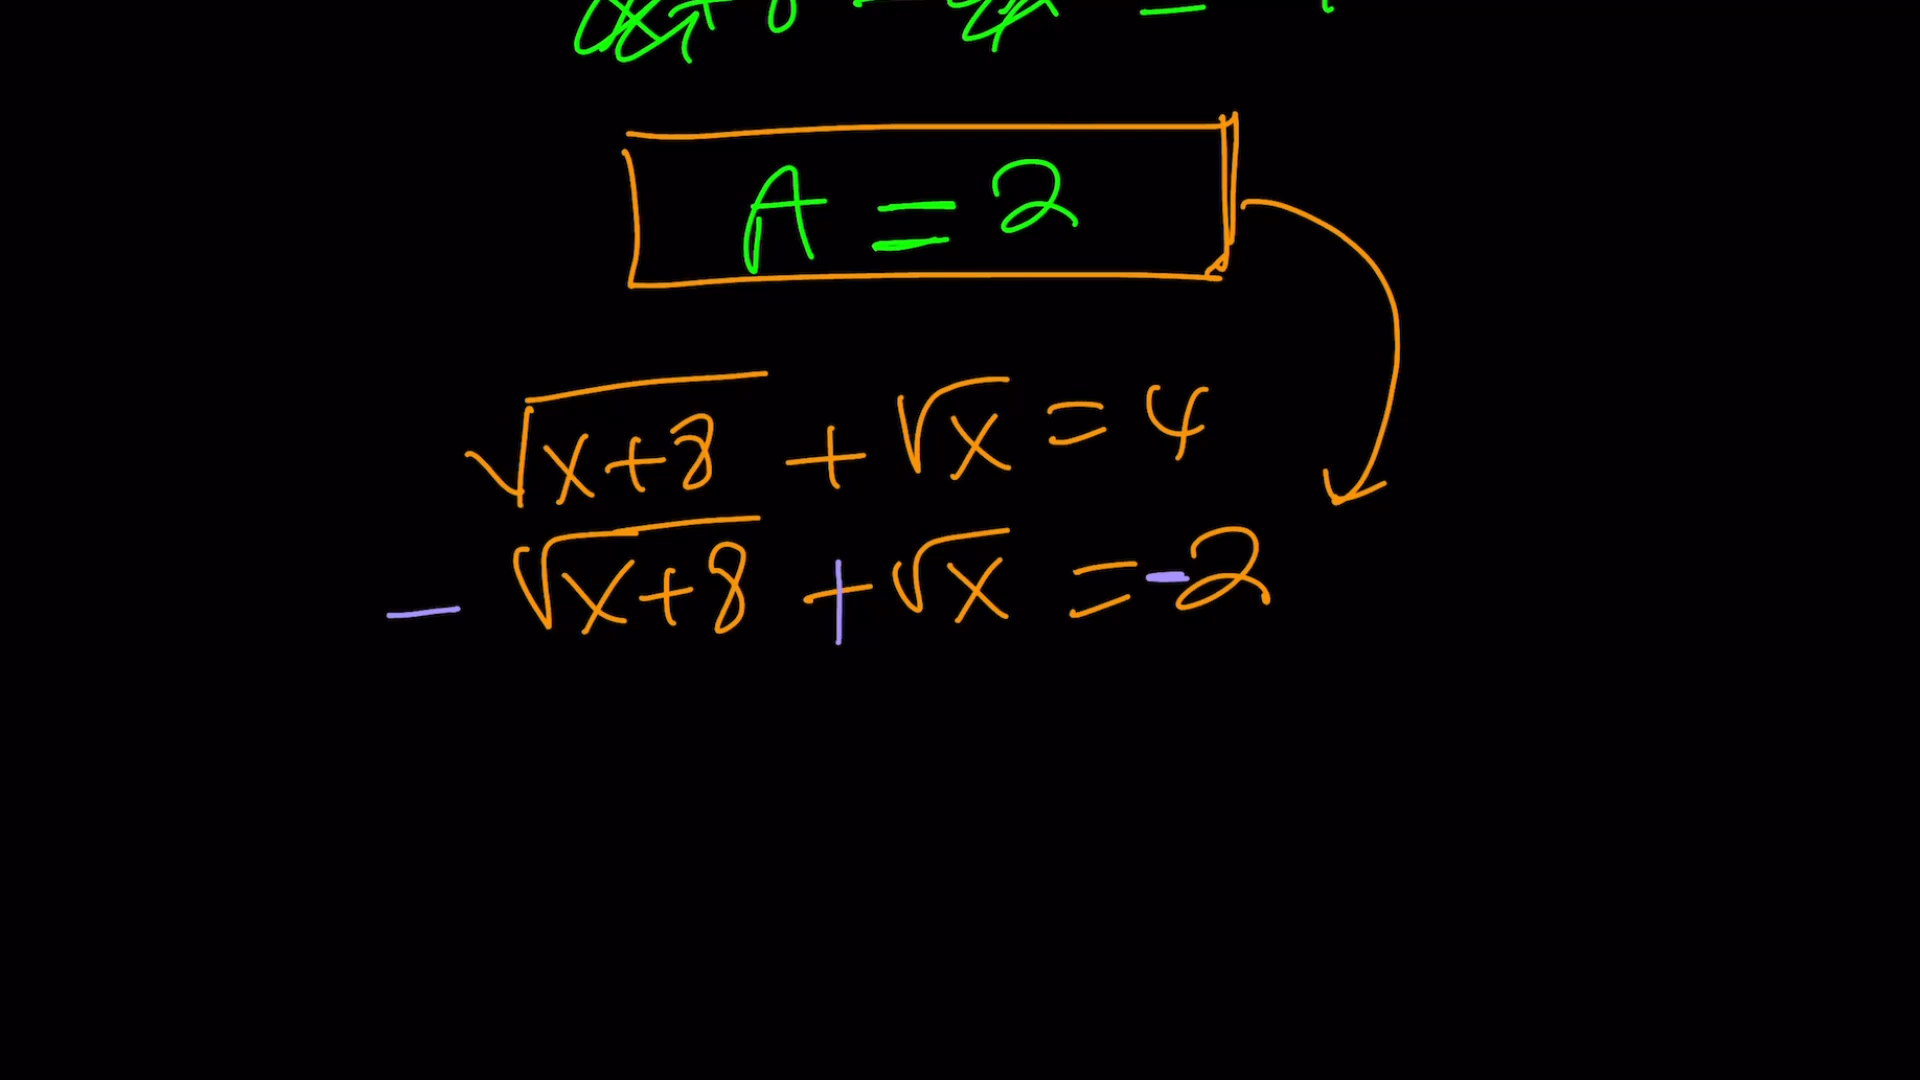 A = 2
√x+8 + √x = 4
- √x+8 + √x = -2